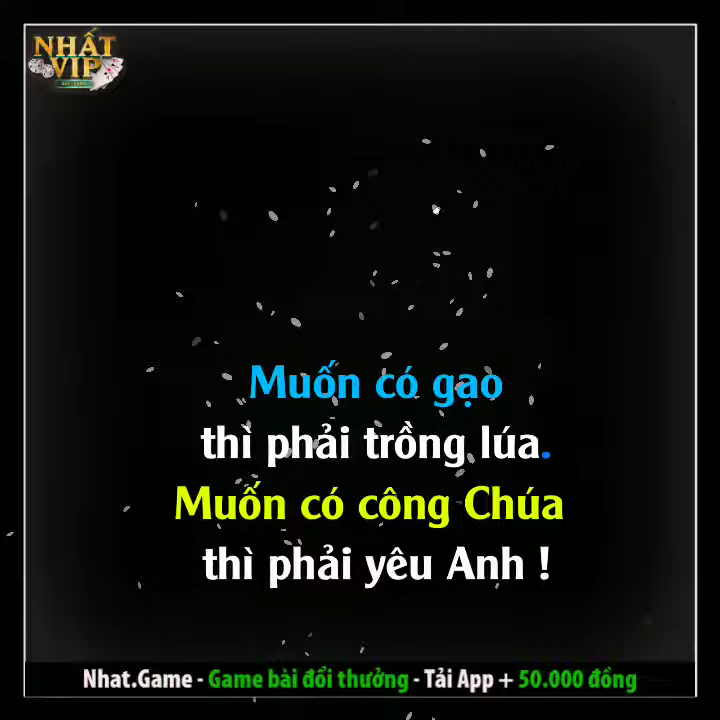 NHẤT
VIP
Muốn có gạo
thì phải trồng lúa.
Muốn có công Chúa
thì phải yêu Anh !
Nhat.Game - Game bài đổi thưởng - Tải App + 50.000 đồng